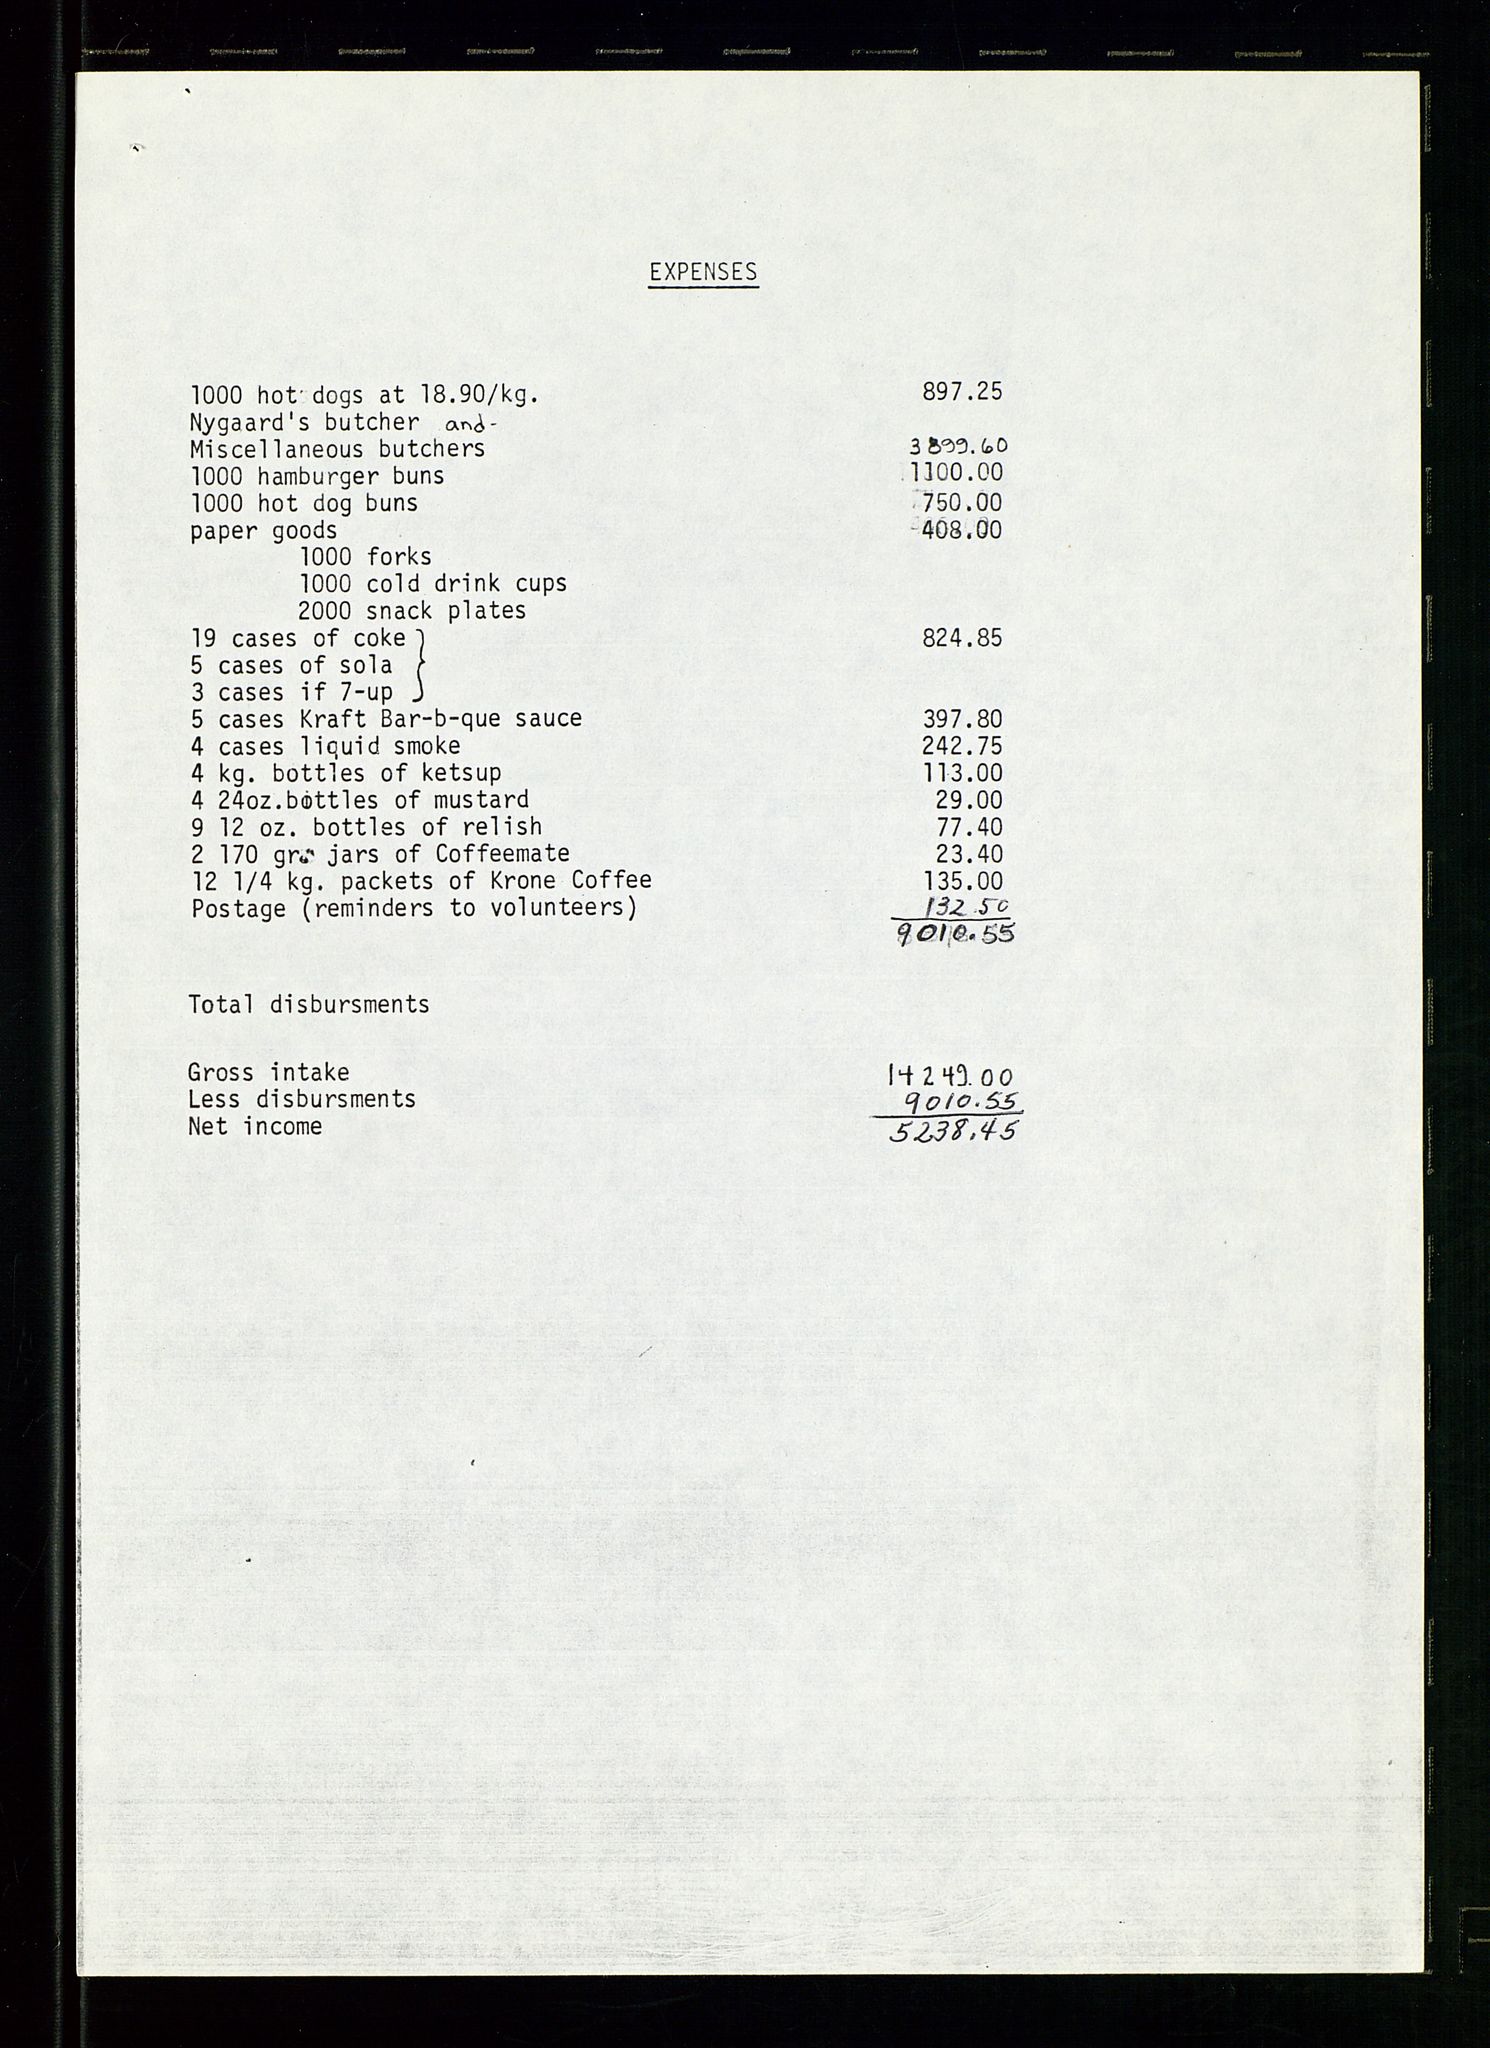 EXPENSES
1000 hot dogs at 18.90/kg. 897.25
Nygaard's butcher and
Miscellaneous butchers 3899.60
1000 hamburger buns 1100.00
1000 hot dog buns 750.00
paper goods 408.00
1000 forks
1000 cold drink cups
2000 snack plates
19 cases of coke 824.85
5 cases of sola
3 cases if 7-up
5 cases Kraft Bar-b-que sauce 397.80
4 cases liquid smoke 242.75
4 kg. bottles of ketsup 113.00
4 24oz.bottles of mustard 29.00
9 12 oz. bottles of relish 77.40
2 170 gr. jars of Coffeemate 23.40
12 1/4 kg. packets of Krone Coffee 135.00
Postage (reminders to volunteers) 132.50
9010.55
Total disbursments
Gross intake 14249.00
Less disbursments 9010.55
Net income 5238.45